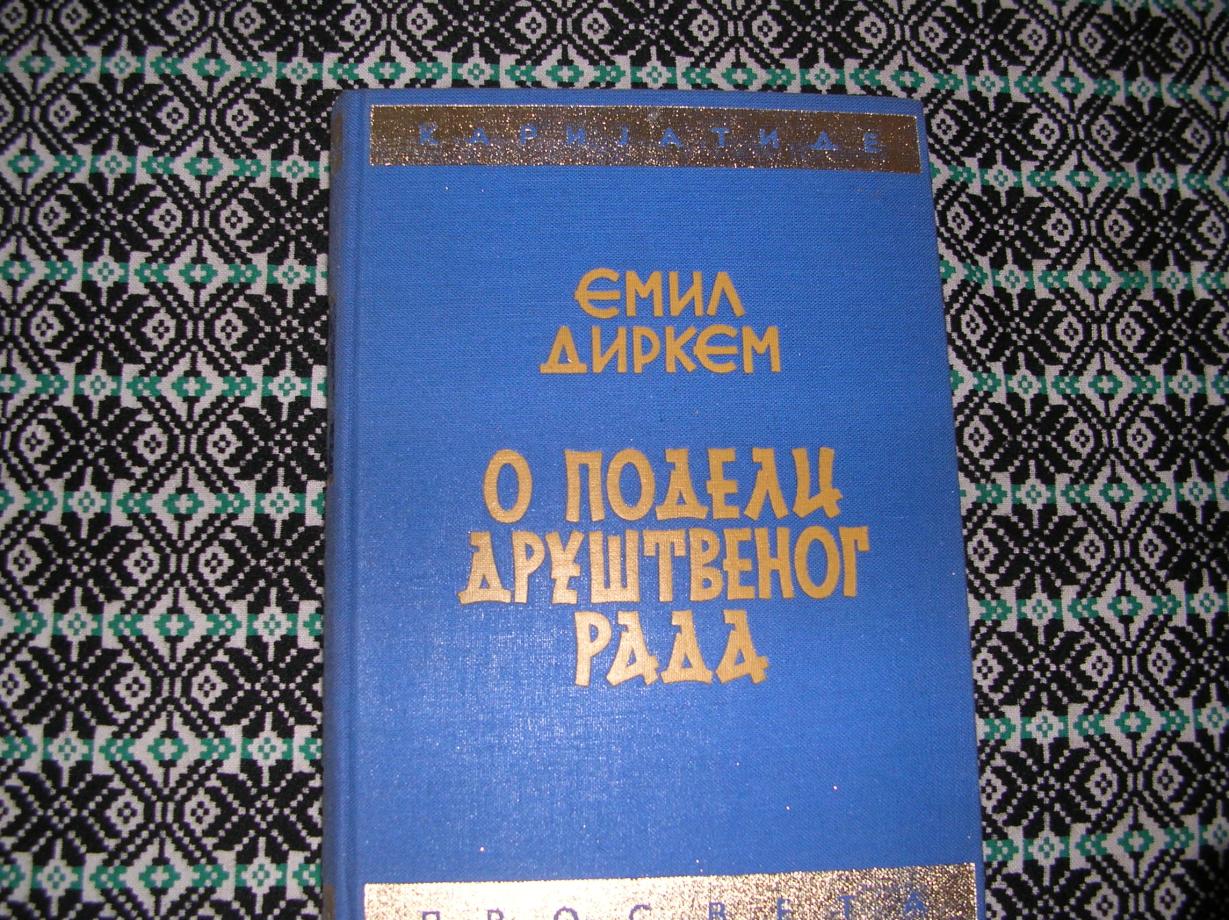 КАРИЈАТИДЕ
ЕМИЛ
ДИРКЕМ
О ПОДЕЛИ
ДРУШТВЕНОГ
РАДА
ПРОСВЕТА